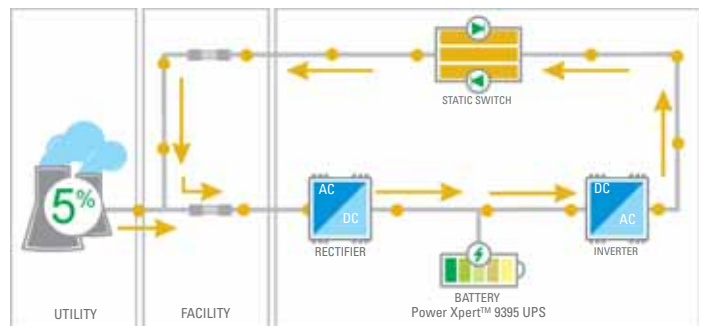 STATIC SWITCH
5%
AC
DC
DC
AC
RECTIFIER
INVERTER
BATTERY
UTILITY
FACILITY
Power Xpert™ 9395 UPS